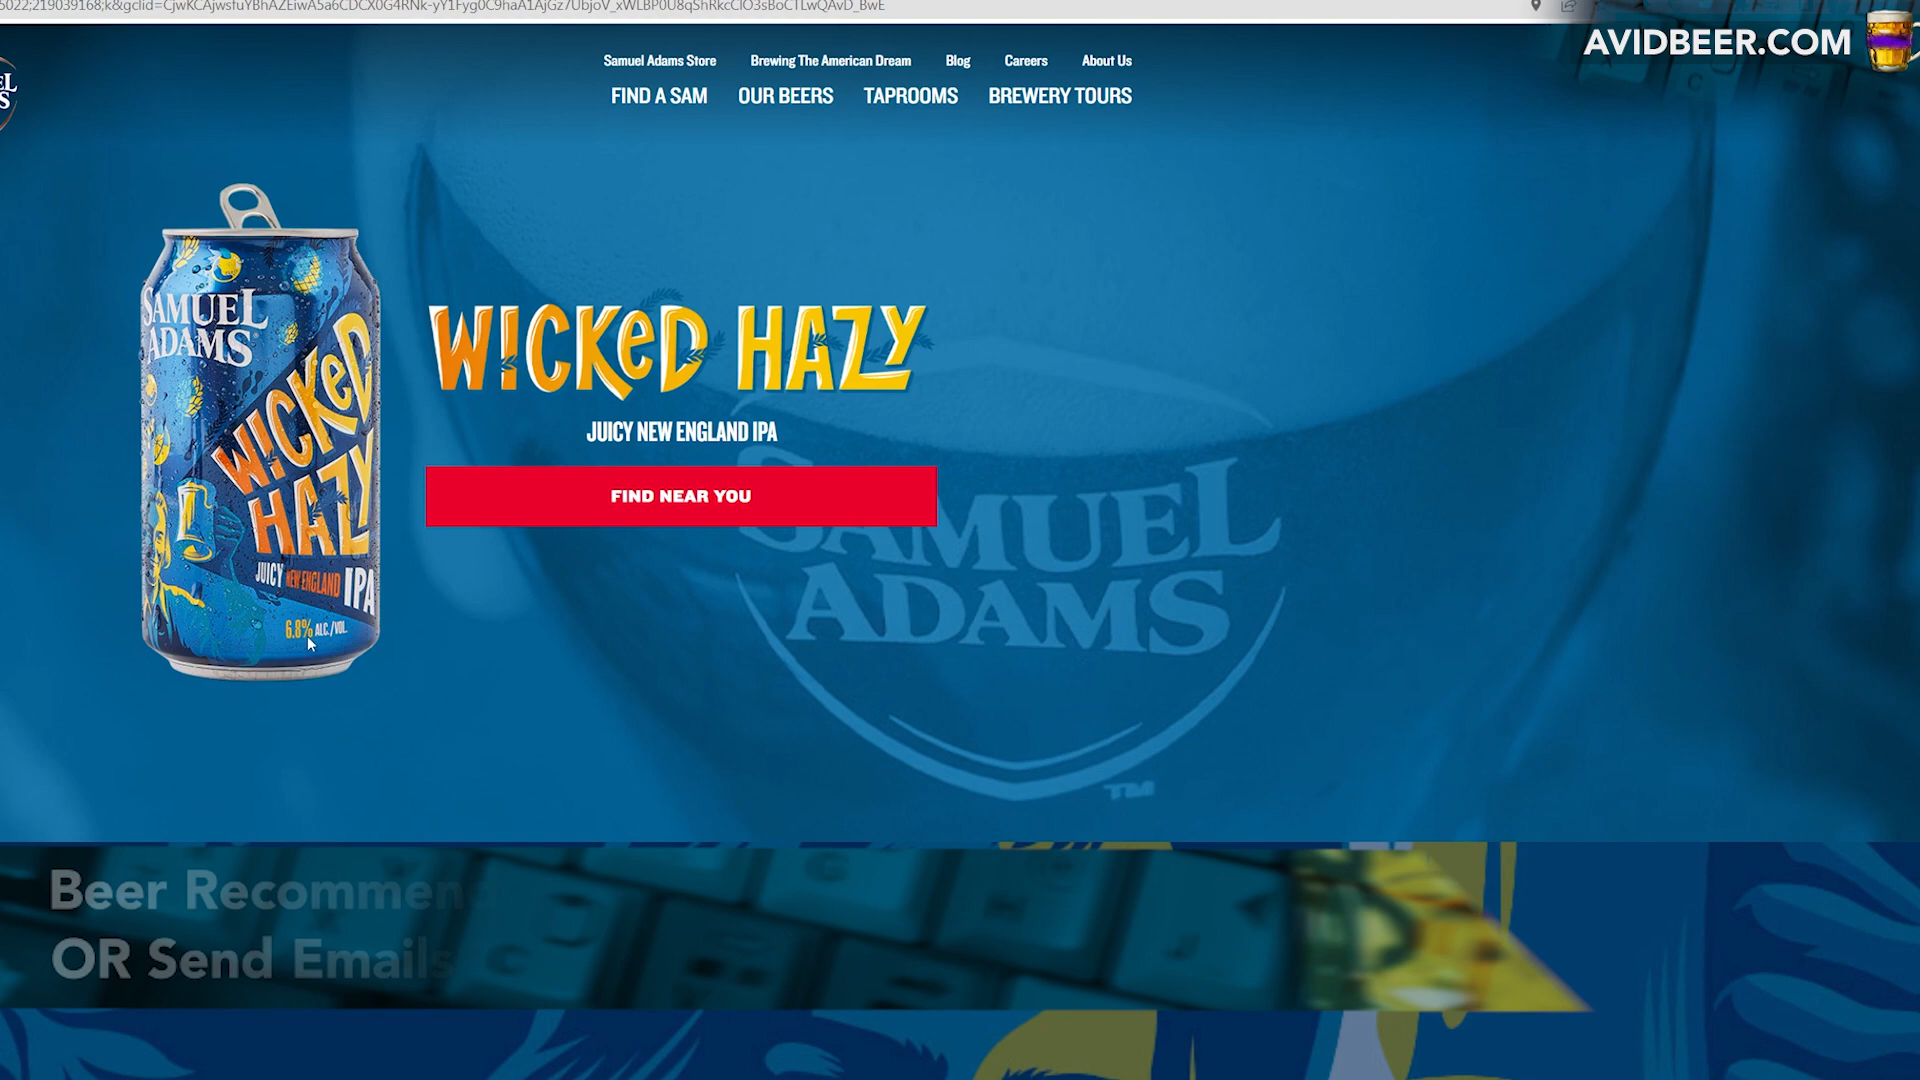 AVIDBEER.COM
Samuel Adams Store Brewing The American Dream Blog Careers About Us
FIND A SAM OUR BEERS TAPROOMS BREWERY TOURS
SAMUEL
ADAMS
WICKED
HAZY
JUICY NEW ENGLAND IPA
6.8% ALC./VOL.
WICKED HAZY
JUICY NEW ENGLAND IPA
FIND NEAR YOU
SAMUEL
ADAMS
TM
Beer Recommen
OR Send Emails